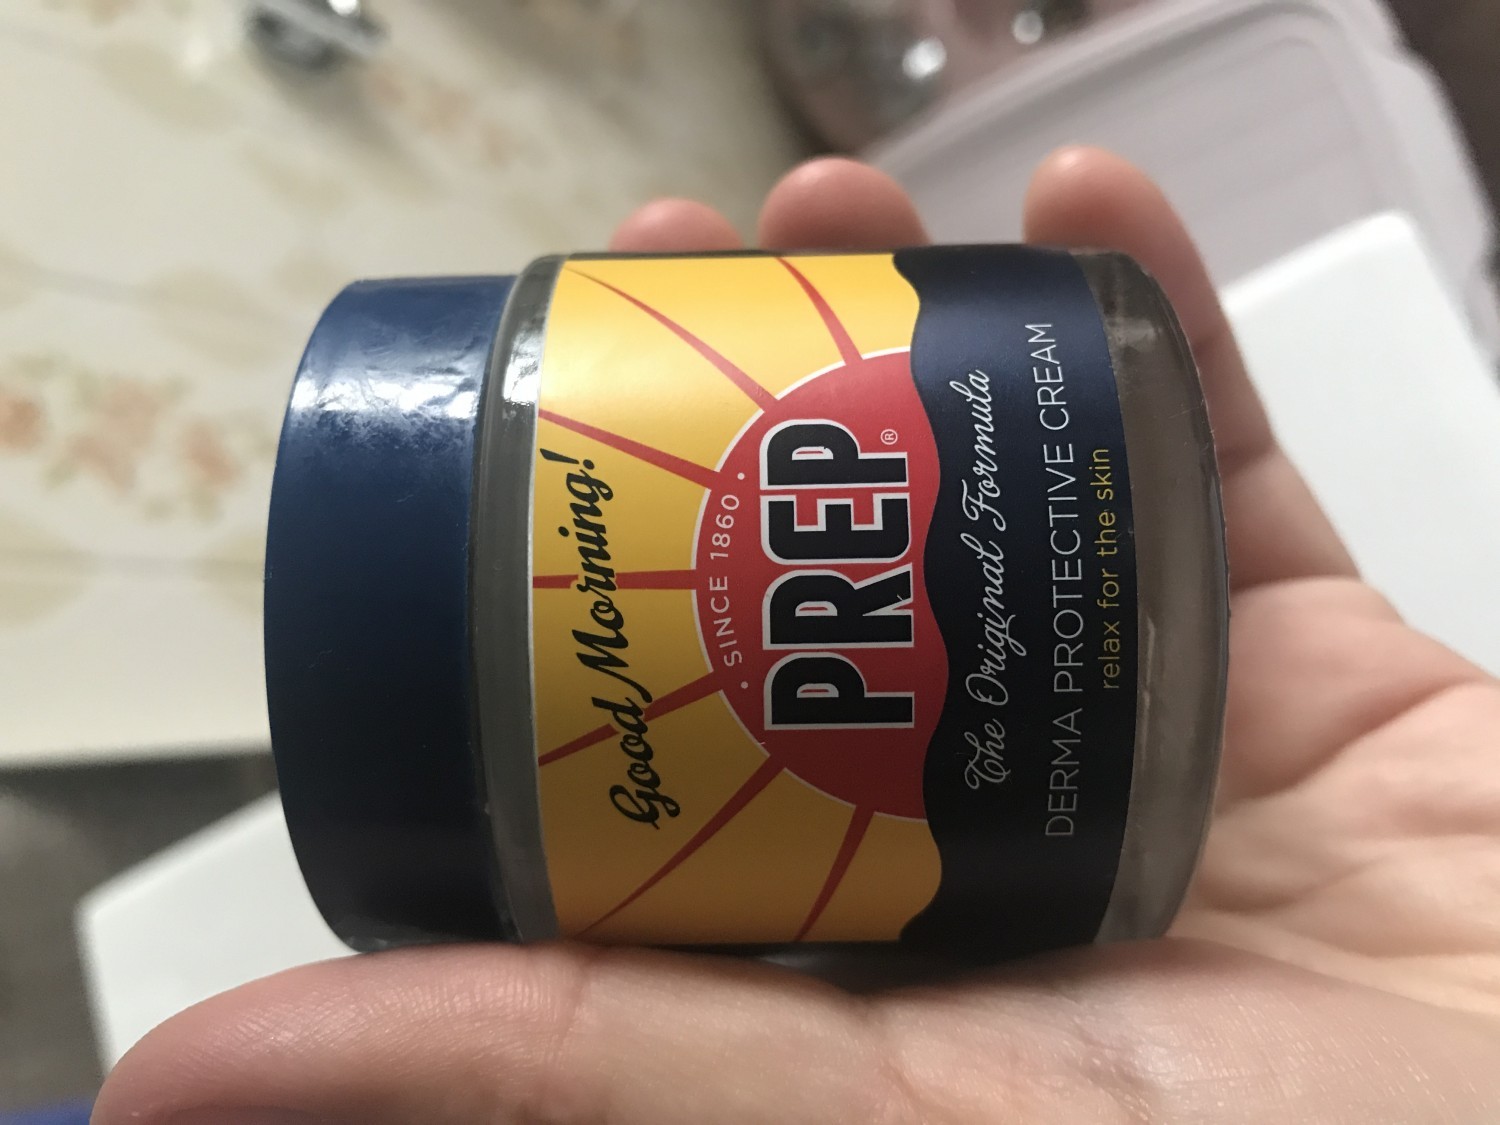 Good Morning!
• SINCE 1860 •
PREP®
The Original Formula
DERMA PROTECTIVE CREAM
relax for the skin